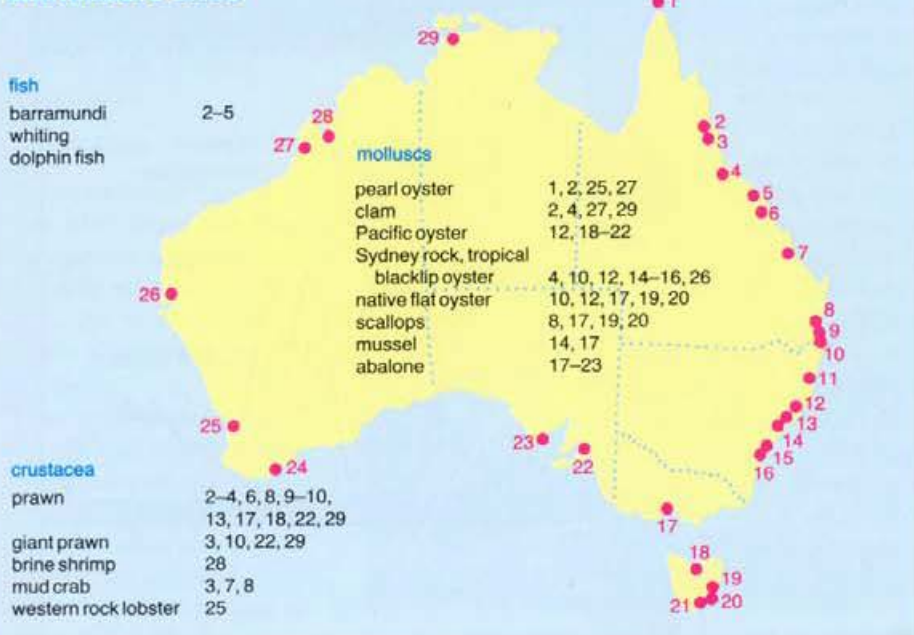 fish
barramundi 2–5
whiting
dolphin fish
molluscs
pearl oyster 1, 2, 25, 27
clam 2, 4, 27, 29
Pacific oyster 12, 18–22
Sydney rock, tropical
blacklip oyster 4, 10, 12, 14–16, 26
native flat oyster 10, 12, 17, 19, 20
scallops 8, 17, 19, 20
mussel 14, 17
abalone 17–23
crustacea
prawn 2–4, 6, 8, 9–10,
13, 17, 18, 22, 29
giant prawn 3, 10, 22, 29
brine shrimp 28
mud crab 3, 7, 8
western rock lobster 25
1
2
3
4
5
6
7
8
9
10
11
12
13
14
15
16
17
18
19
20
21
22
23
24
25
26
27
28
29